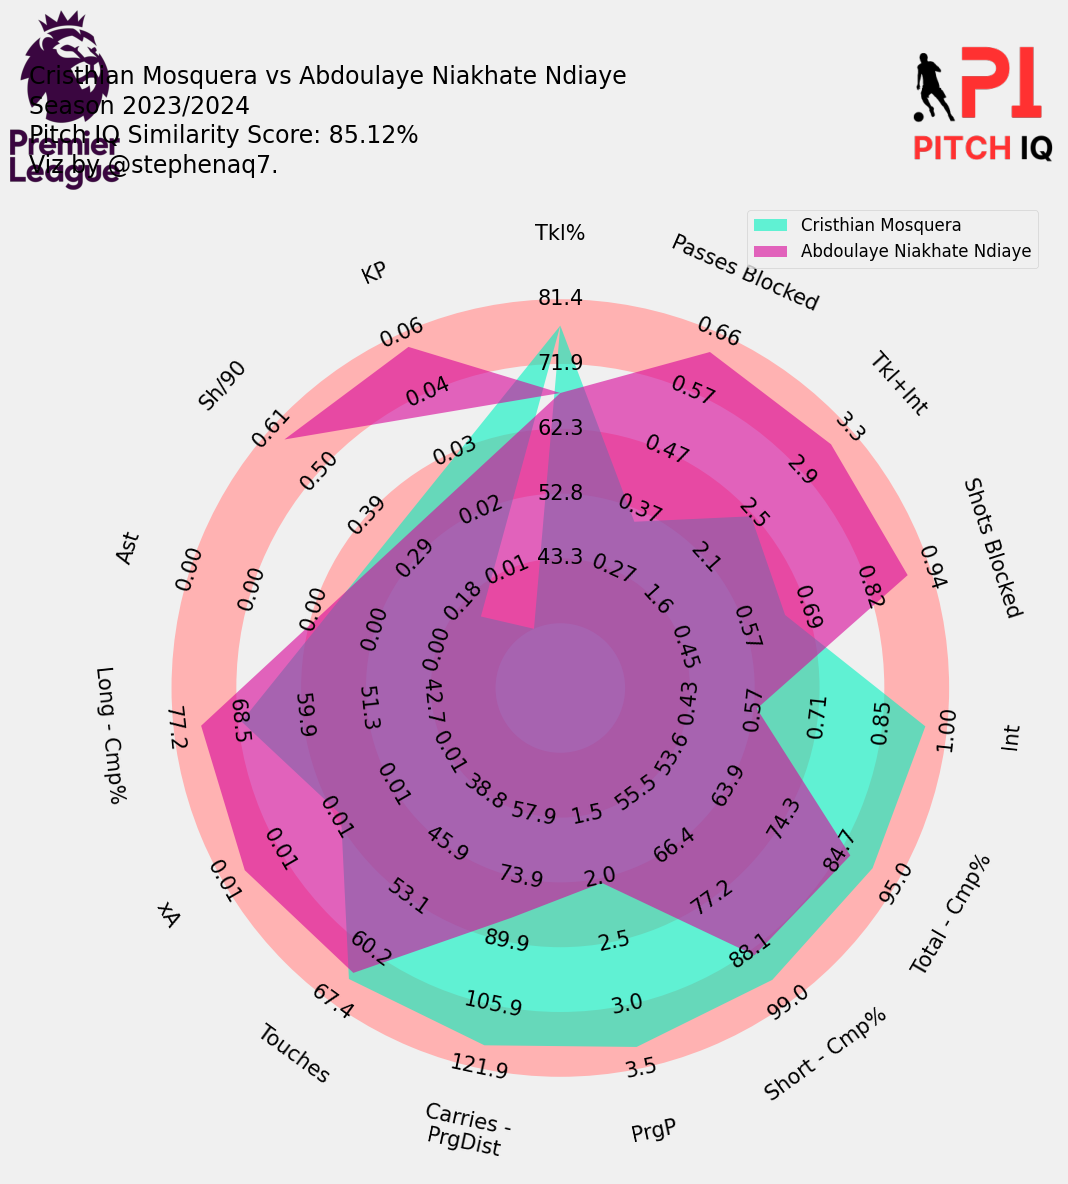 Cristhian Mosquera vs Abdoulaye Niakhate Ndiaye
Season 2023/2024
Pitch IQ Similarity Score: 85.12%
Viz by @stephenaq7.
Premier
League
PI
PITCH IQ
Cristhian Mosquera
Abdoulaye Niakhate Ndiaye
Tkl%
81.4
71.9
62.3
52.8
43.3
Passes Blocked
0.66
0.57
0.47
0.37
0.27
Tkl+Int
3.3
2.9
2.5
2.1
1.6
Shots Blocked
0.94
0.82
0.69
0.57
0.45
Int
1.00
0.85
0.71
0.57
0.43
Total - Cmp%
95.0
84.7
74.3
63.9
53.6
Short - Cmp%
99.0
88.1
77.2
66.4
55.5
PrgP
3.5
3.0
2.5
2.0
1.5
Carries -
PrgDist
121.9
105.9
89.9
73.9
57.9
Touches
67.4
60.2
53.1
45.9
38.8
xA
0.01
0.01
0.01
0.01
0.01
Long - Cmp%
77.2
68.5
59.9
51.3
42.7
Ast
0.00
0.00
0.00
0.00
0.00
Sh/90
0.61
0.50
0.39
0.29
0.18
KP
0.06
0.04
0.03
0.02
0.01